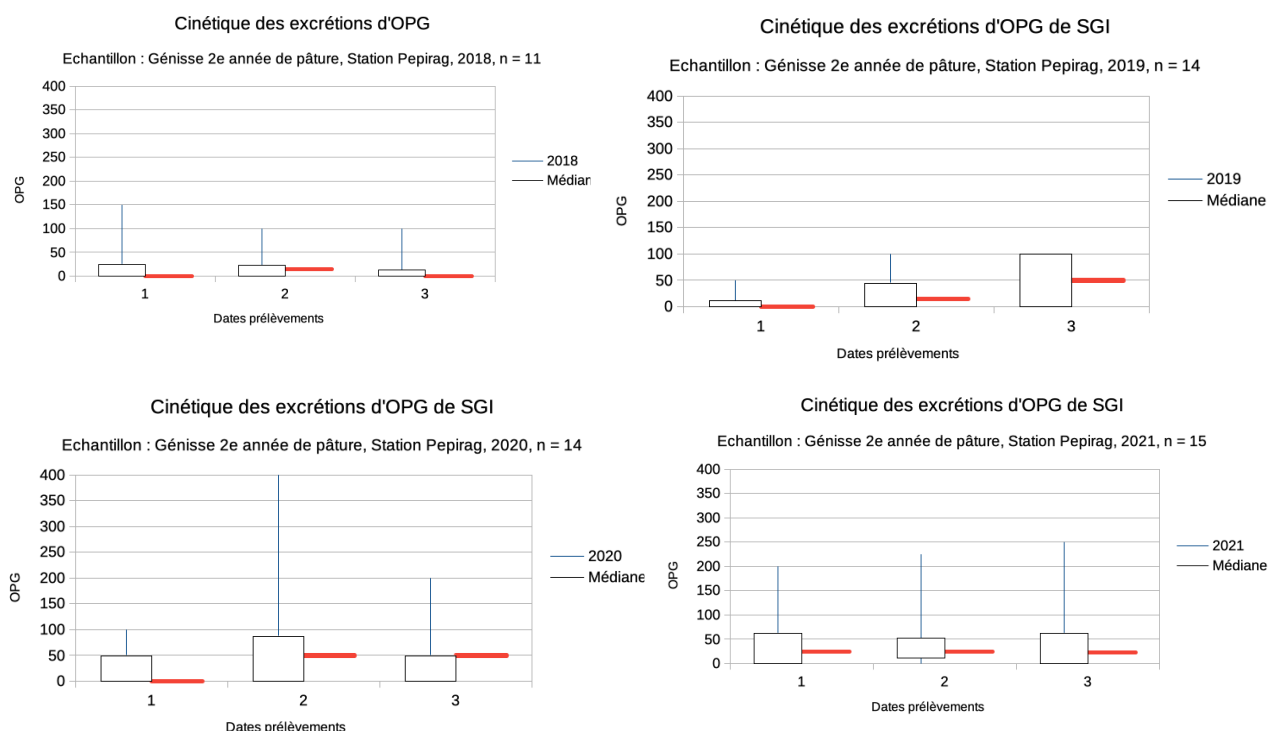 Cinétique des excrétions d'OPG
Echantillon : Génisse 2e année de pâture, Station Pepirag, 2018, n = 11
400
350
300
250
200
150
100
50
0
OPG
1 2 3
Dates prélèvements
2018
Médian
Cinétique des excrétions d'OPG de SGI
Echantillon : Génisse 2e année de pâture, Station Pepirag, 2019, n = 14
400
350
300
250
200
150
100
50
0
OPG
1 2 3
Dates prélèvements
2019
Médiane
Cinétique des excrétions d'OPG de SGI
Echantillon : Génisse 2e année de pâture, Station Pepirag, 2020, n = 14
400
350
300
250
200
150
100
50
0
OPG
1 2 3
Dates prélèvements
2020
Médiane
Cinétique des excrétions d'OPG de SGI
Echantillon : Génisse 2e année de pâture, Station Pepirag, 2021, n = 15
400
350
300
250
200
150
100
50
0
OPG
1 2 3
Dates prélèvements
2021
Médiane